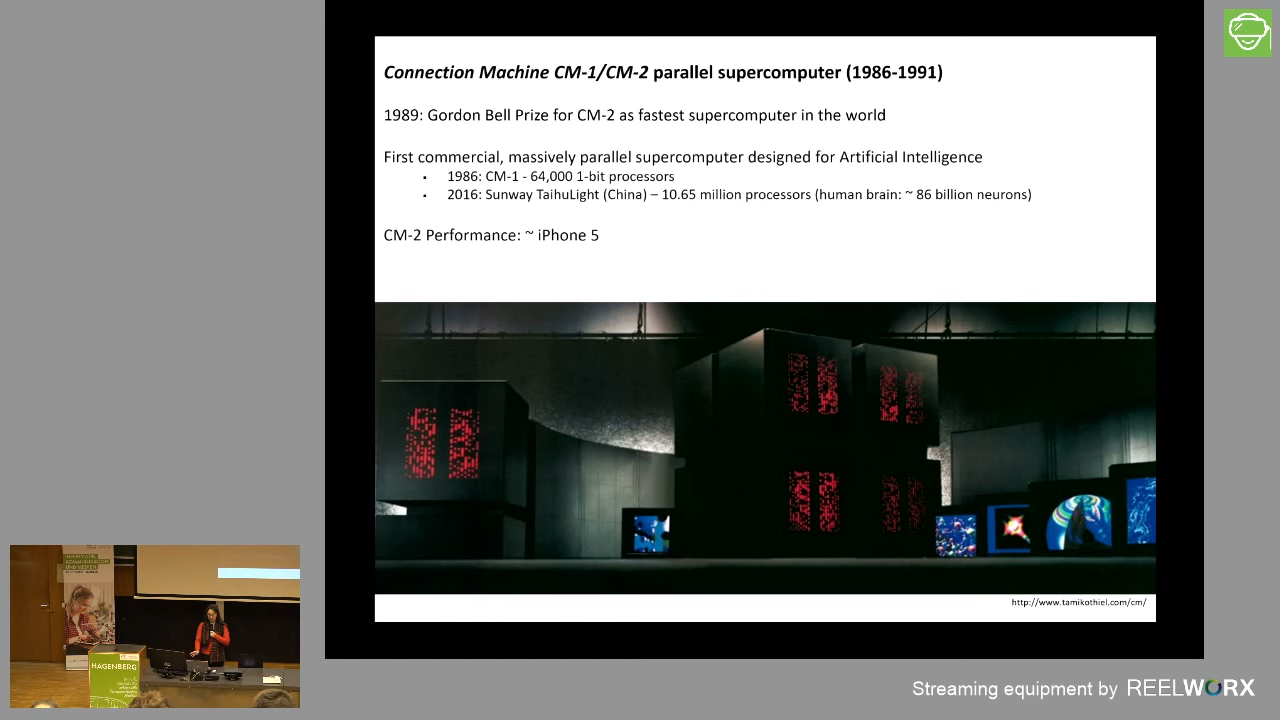 Connection Machine CM-1/CM-2 parallel supercomputer (1986-1991)
1989: Gordon Bell Prize for CM-2 as fastest supercomputer in the world
First commercial, massively parallel supercomputer designed for Artificial Intelligence
▪ 1986: CM-1 - 64,000 1-bit processors
▪ 2016: Sunway TaihuLight (China) – 10.65 million processors (human brain: ~ 86 billion neurons)
CM-2 Performance: ~ iPhone 5
http://www.tamikothiel.com/cm/
KOMMUNIKATION
UND MEDIEN
HAGENBERG
Streaming equipment by REELWORX